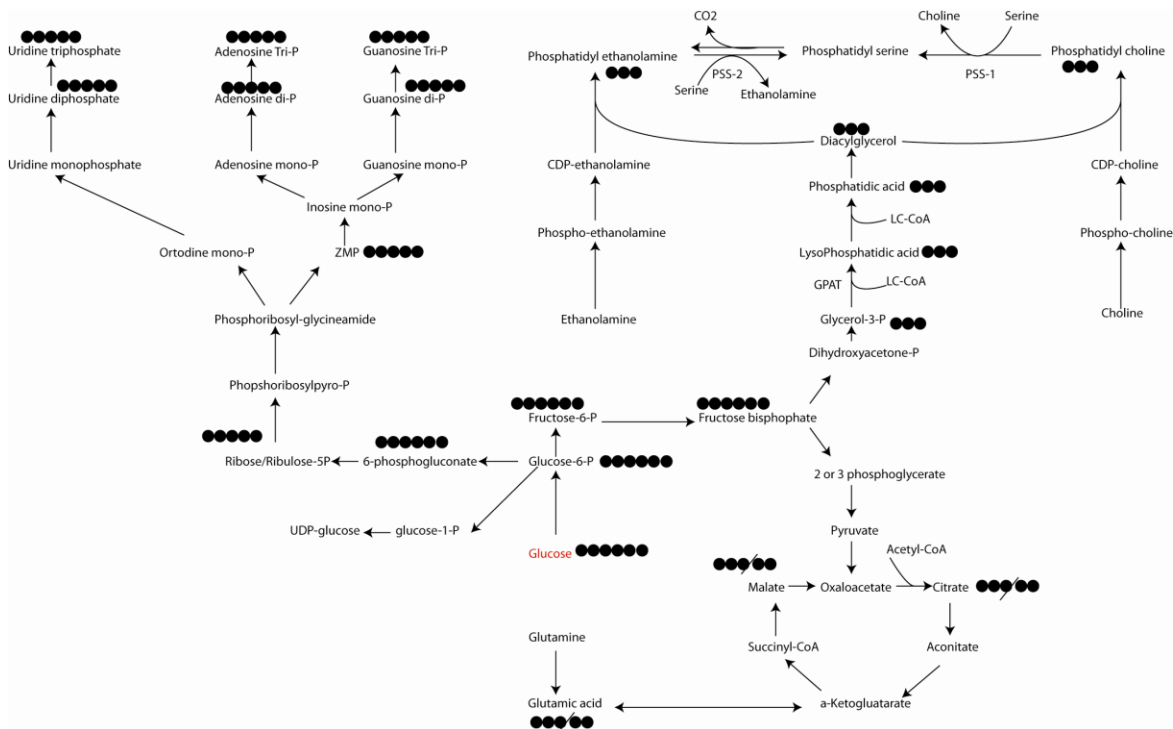 CO2
Choline
Serine
Uridine triphosphate
Adenosine Tri-P
Guanosine Tri-P
Phosphatidyl ethanolamine
Phosphatidyl serine
Phosphatidyl choline
PSS-2
PSS-1
Serine
Ethanolamine
Uridine diphosphate
Adenosine di-P
Guanosine di-P
Diacylglycerol
Uridine monophosphate
Adenosine mono-P
Guanosine mono-P
CDP-ethanolamine
CDP-choline
Phosphatidic acid
Inosine mono-P
LC-CoA
Phospho-ethanolamine
Phospho-choline
Ortodine mono-P
ZMP
LysoPhosphatidic acid
GPAT
LC-CoA
Phosphoribosyl-glycineamide
Ethanolamine
Glycerol-3-P
Choline
Dihydroxyacetone-P
Phopshoribosylpyro-P
Fructose-6-P
Fructose bisphophate
Ribose/Ribulose-5P
6-phosphogluconate
Glucose-6-P
2 or 3 phosphoglycerate
UDP-glucose
glucose-1-P
Pyruvate
Glucose
Acetyl-CoA
Malate
Oxaloacetate
Citrate
Glutamine
Succinyl-CoA
Aconitate
Glutamic acid
a-Ketogluatarate